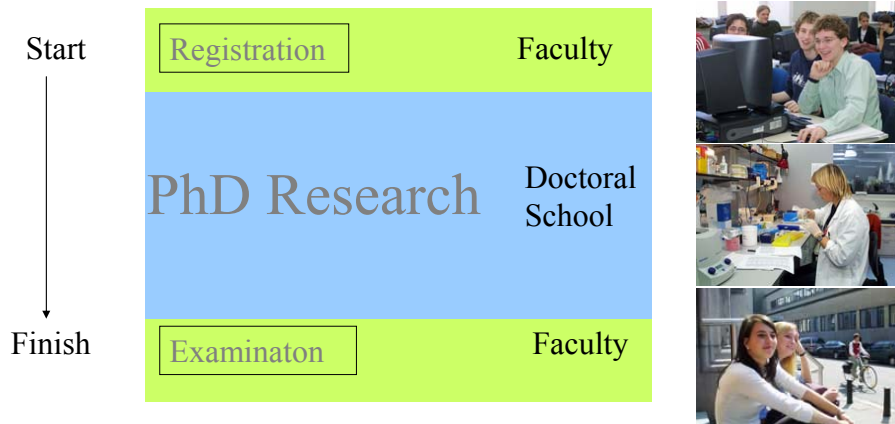 Start
Registration
Faculty
PhD Research
Doctoral
School
Finish
Examinaton
Faculty